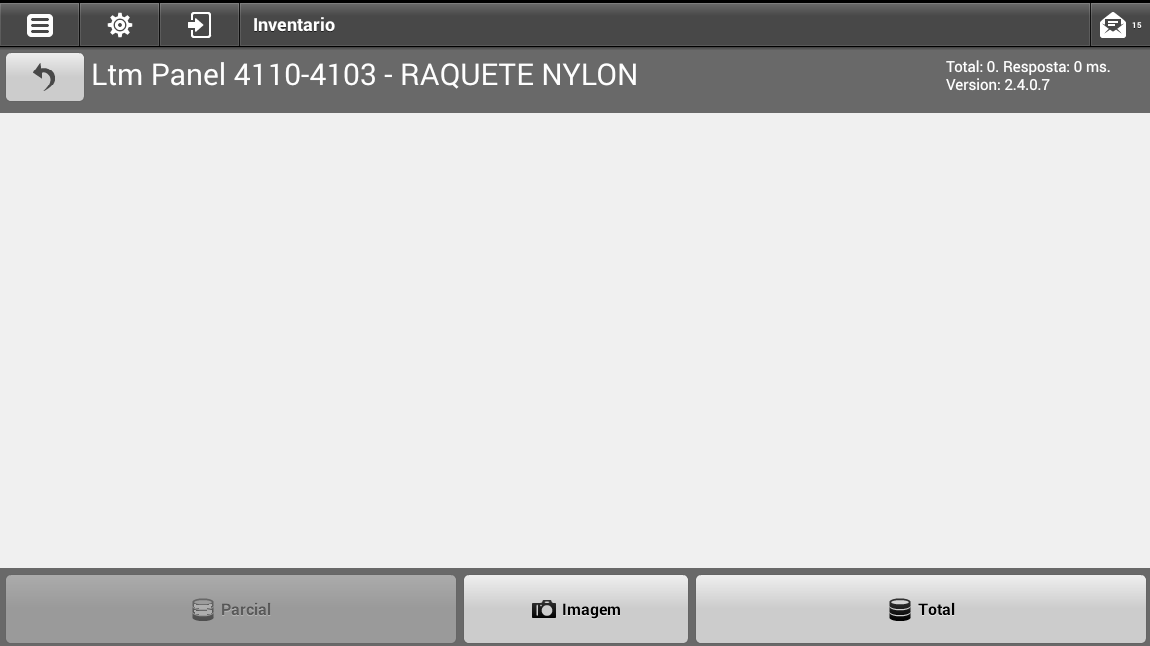 Inventario
15
Ltm Panel 4110-4103 - RAQUETE NYLON
Total: 0. Resposta: 0 ms.
Version: 2.4.0.7
Parcial
Imagem
Total